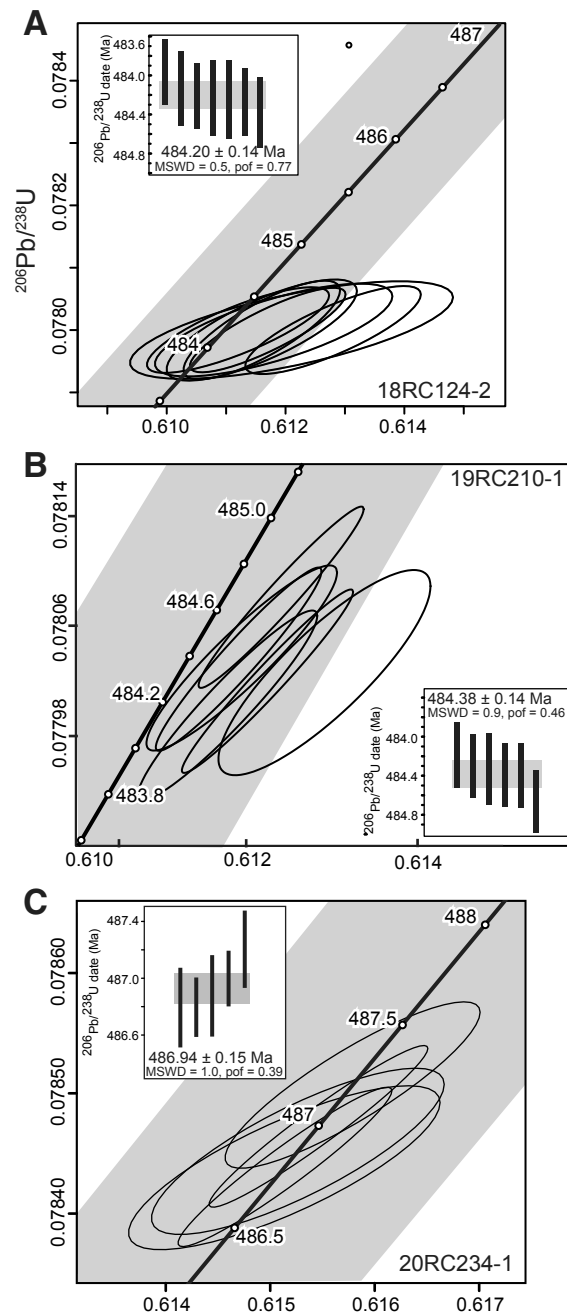 A
483.6
484.0
484.4
484.8
206Pb/238U date (Ma)
484.20 ± 0.14 Ma
MSWD = 0.5, pof = 0.77
487
486
485
484
0.0784
0.0782
0.0780
206Pb/238U
18RC124-2
0.610
0.612
0.614
B
19RC210-1
485.0
484.6
484.2
483.8
0.07814
0.07806
0.07798
484.38 ± 0.14 Ma
MSWD = 0.9, pof = 0.46
484.0
484.4
484.8
206Pb/238U date (Ma)
0.610
0.612
0.614
C
487.4
487.0
486.6
206Pb/238U date (Ma)
486.94 ± 0.15 Ma
MSWD = 1.0, pof = 0.39
488
487.5
487
486.5
0.07860
0.07850
0.07840
20RC234-1
0.614
0.615
0.616
0.617